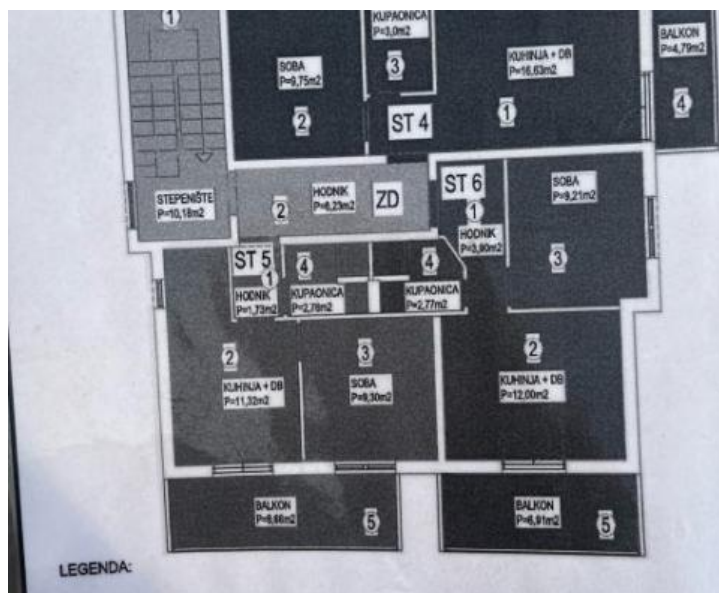 1
KUPAONICA
P=3,0m2
3
SOBA
P=9,75m2
2
KUHINJA + DB
P=16,63m2
1
BALKON
P=4,79m2
4
ST 4
STEPENIŠTE
P=10,18m2
2
HODNIK
P=6,23m2
ZD
ST 6
1
HODNIK
P=3,90m2
SOBA
P=9,21m2
3
ST 5
1
HODNIK
P=1,73m2
4
KUPAONICA
P=2,78m2
4
KUPAONICA
P=2,77m2
2
KUHINJA + DB
P=11,32m2
3
SOBA
P=9,30m2
2
KUHINJA + DB
P=12,00m2
BALKON
P=6,66m2
5
BALKON
P=6,91m2
5
LEGENDA: